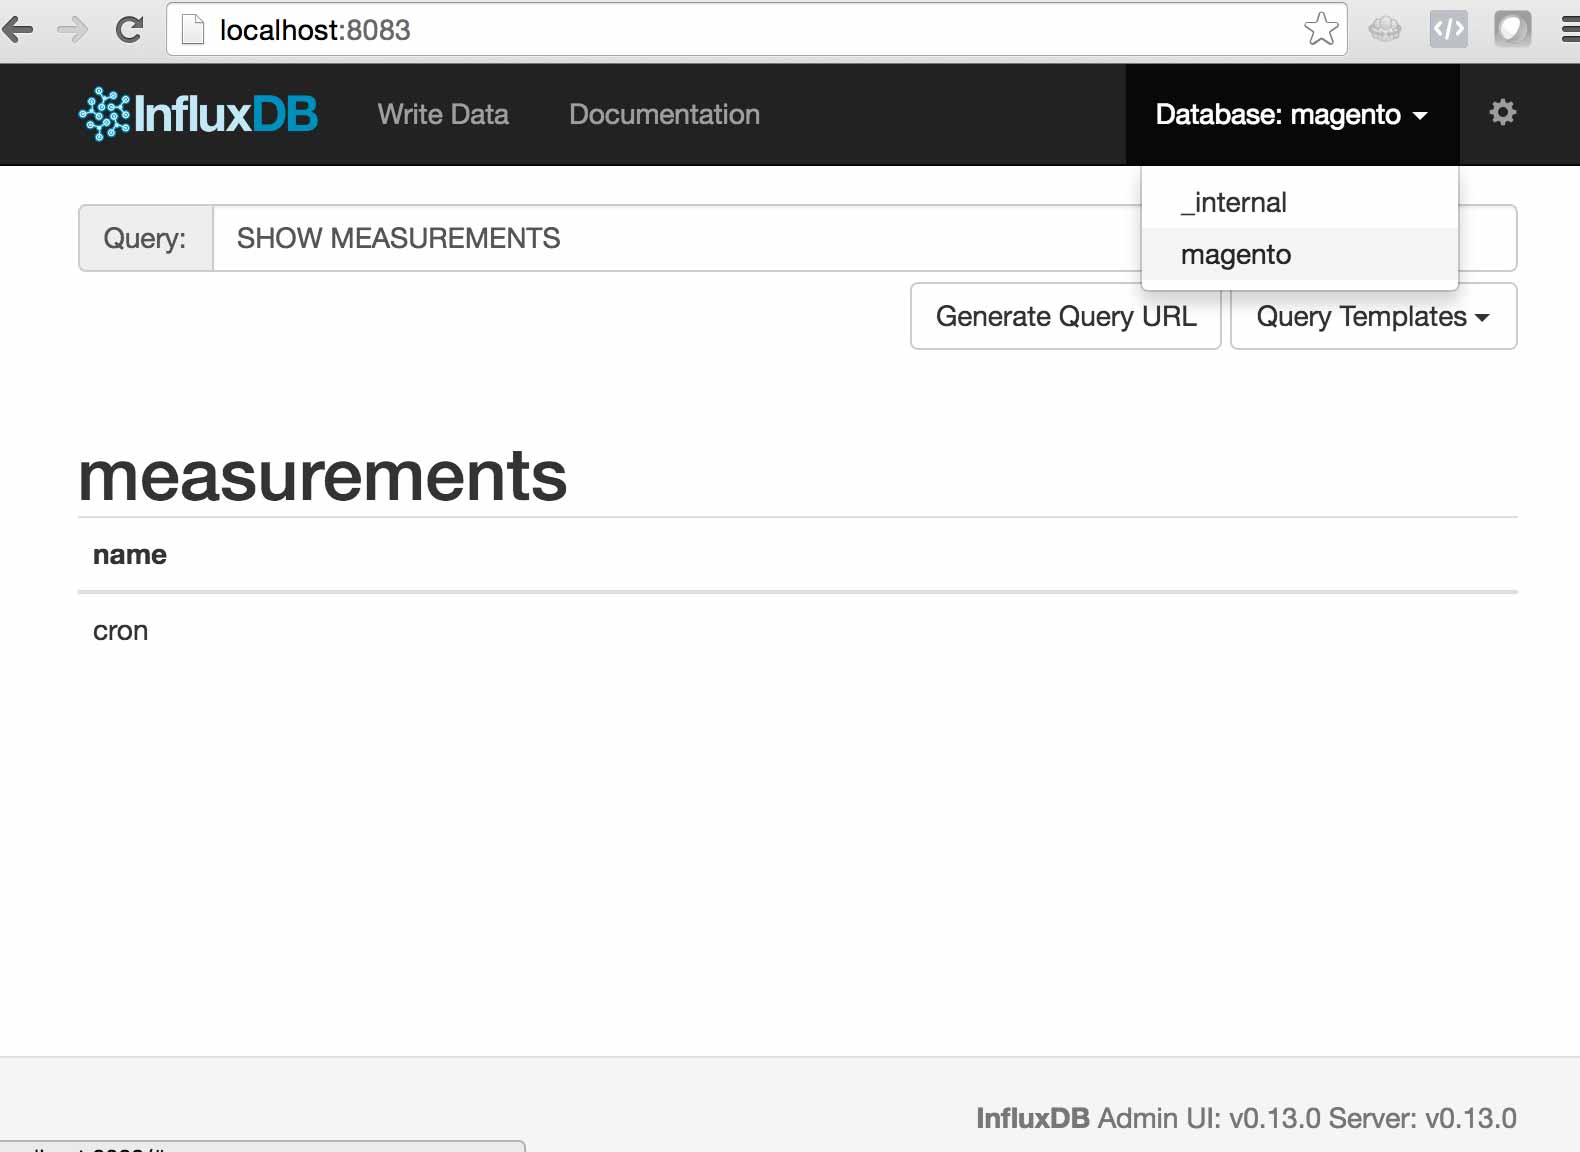 localhost:8083
InfluxDB Write Data Documentation Database: magento
_internal
Query: SHOW MEASUREMENTS
magento
Generate Query URL Query Templates
measurements
name
cron
InfluxDB Admin UI: v0.13.0 Server: v0.13.0